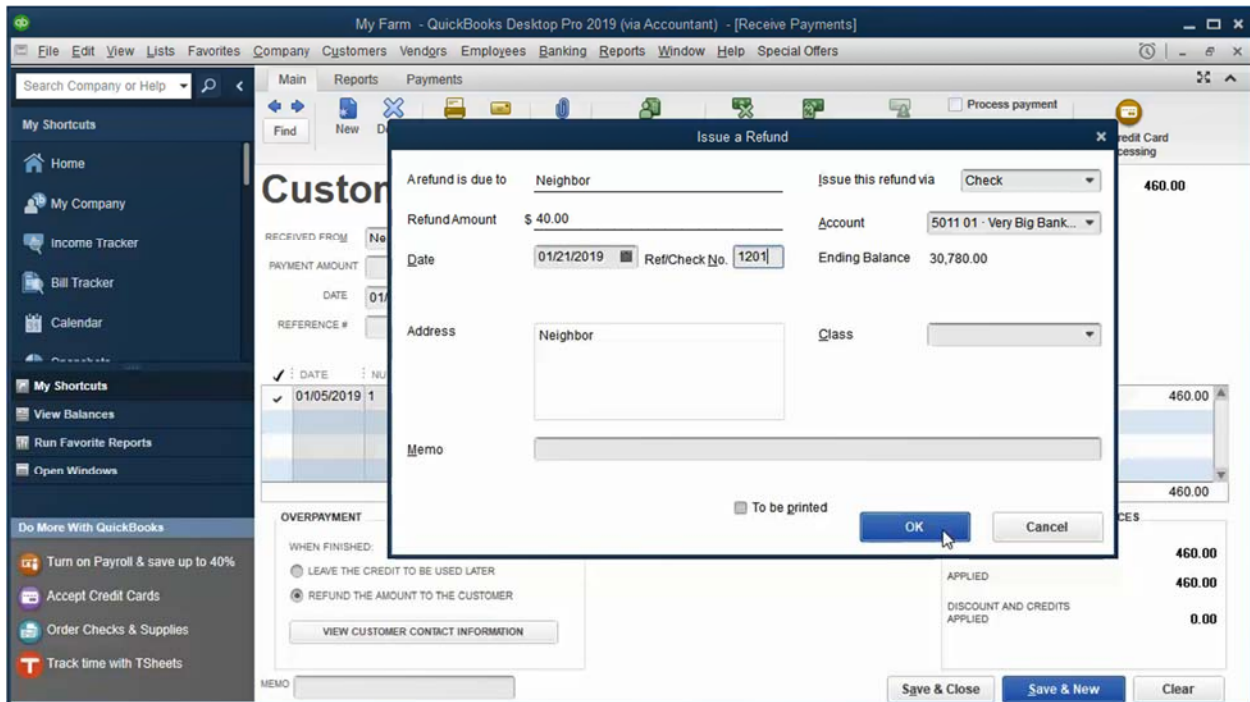 My Farm - QuickBooks Desktop Pro 2019 (via Accountant) - [Receive Payments]
File Edit View Lists Favorites Company Customers Vendors Employees Banking Reports Window Help Special Offers
Search Company or Help
My Shortcuts
Home
My Company
Income Tracker
Bill Tracker
Calendar
My Shortcuts
View Balances
Run Favorite Reports
Open Windows
Do More With QuickBooks
Turn on Payroll & save up to 40%
Accept Credit Cards
Order Checks & Supplies
Track time with TSheets
Main Reports Payments
Find
New
Process payment
redit Card
cessing
Custor
460.00
RECEIVED FROM Ne
PAYMENT AMOUNT
DATE 01/
REFERENCE #
DATE NU
01/05/2019 1 460.00
460.00
Issue a Refund
A refund is due to Neighbor
Issue this refund via Check
Refund Amount $ 40.00
Account 5011 01 · Very Big Bank...
Date 01/21/2019 Ref/Check No. 1201
Ending Balance 30,780.00
Address Neighbor
Class
Memo
To be printed
OK Cancel
OVERPAYMENT
WHEN FINISHED:
LEAVE THE CREDIT TO BE USED LATER
REFUND THE AMOUNT TO THE CUSTOMER
VIEW CUSTOMER CONTACT INFORMATION
CES
460.00
APPLIED 460.00
DISCOUNT AND CREDITS
APPLIED 0.00
MEMO
Save & Close Save & New Clear